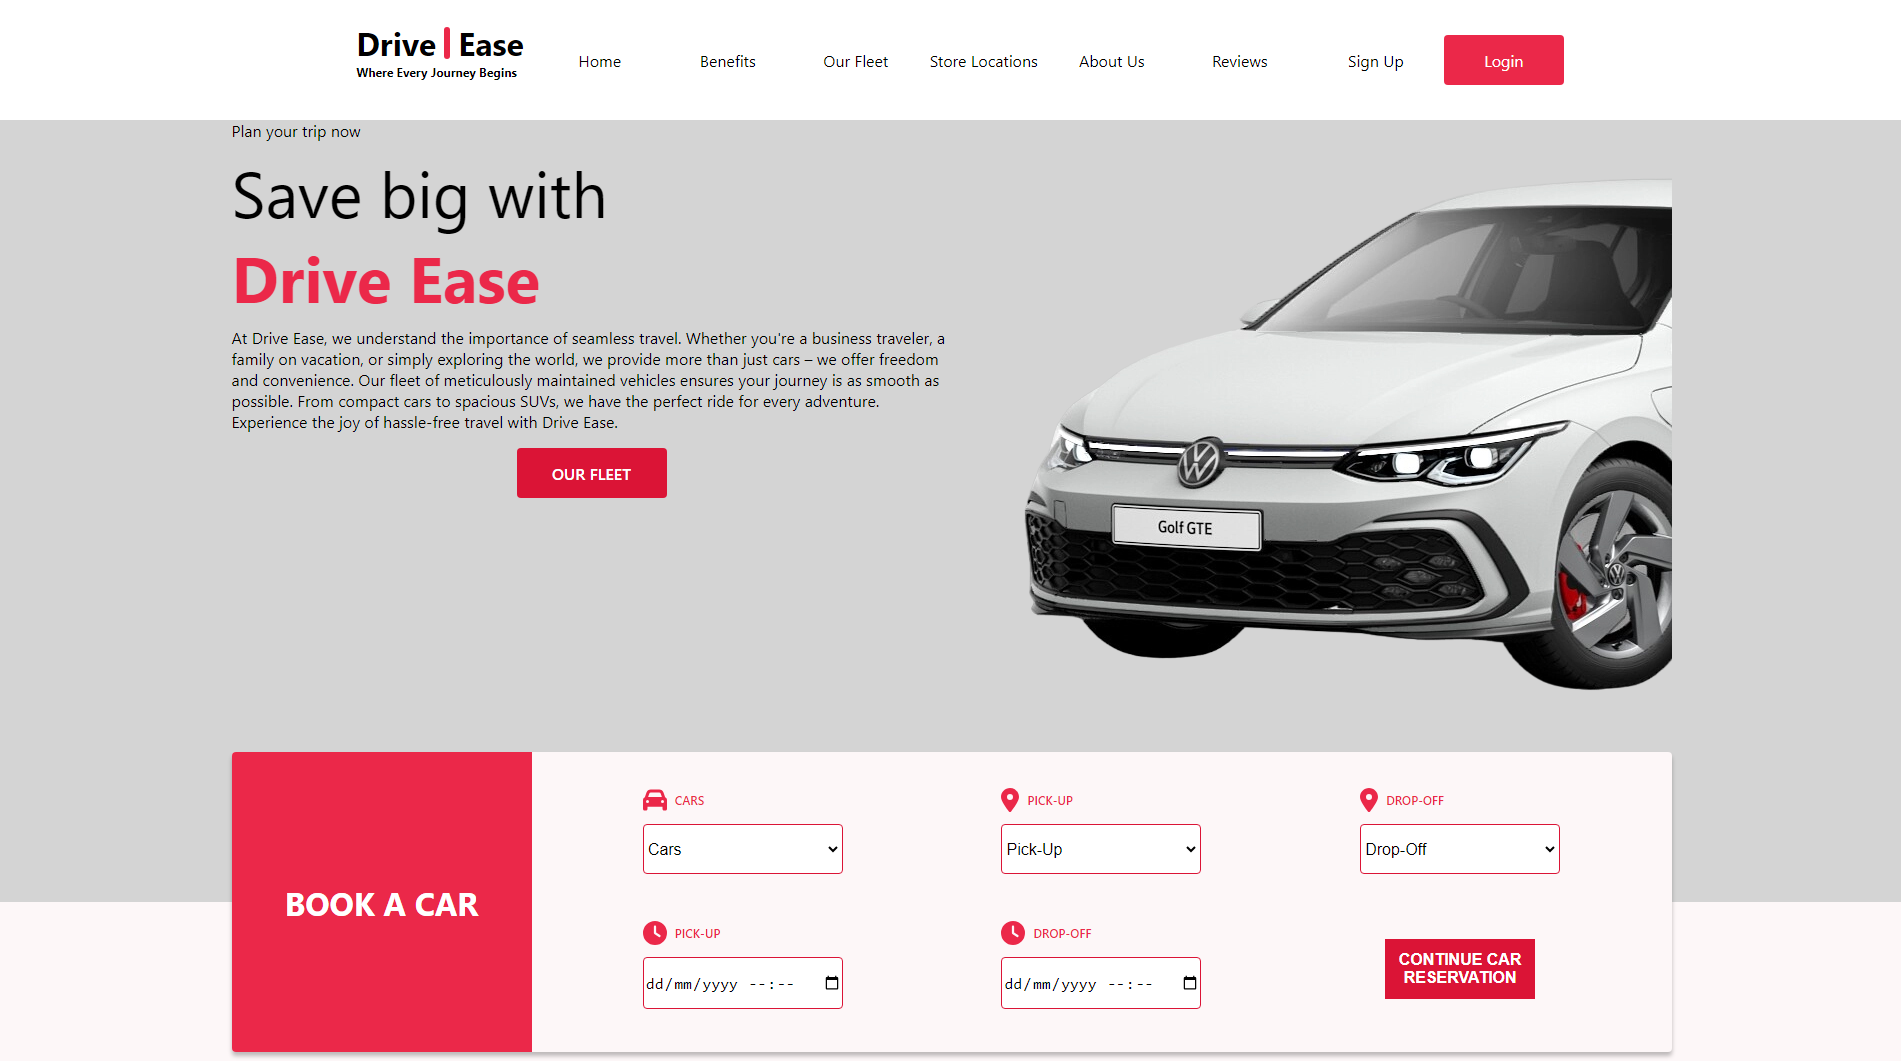 Drive Ease
Where Every Journey Begins
Home
Benefits
Our Fleet
Store Locations
About Us
Reviews
Sign Up
Login
Plan your trip now
Save big with
Drive Ease
At Drive Ease, we understand the importance of seamless travel. Whether you're a business traveler, a
family on vacation, or simply exploring the world, we provide more than just cars – we offer freedom
and convenience. Our fleet of meticulously maintained vehicles ensures your journey is as smooth as
possible. From compact cars to spacious SUVs, we have the perfect ride for every adventure.
Experience the joy of hassle-free travel with Drive Ease.
OUR FLEET
Golf GTE
BOOK A CAR
CARS
Cars
PICK-UP
Pick-Up
DROP-OFF
Drop-Off
PICK-UP
dd/mm/yyyy --:--
DROP-OFF
dd/mm/yyyy --:--
CONTINUE CAR
RESERVATION